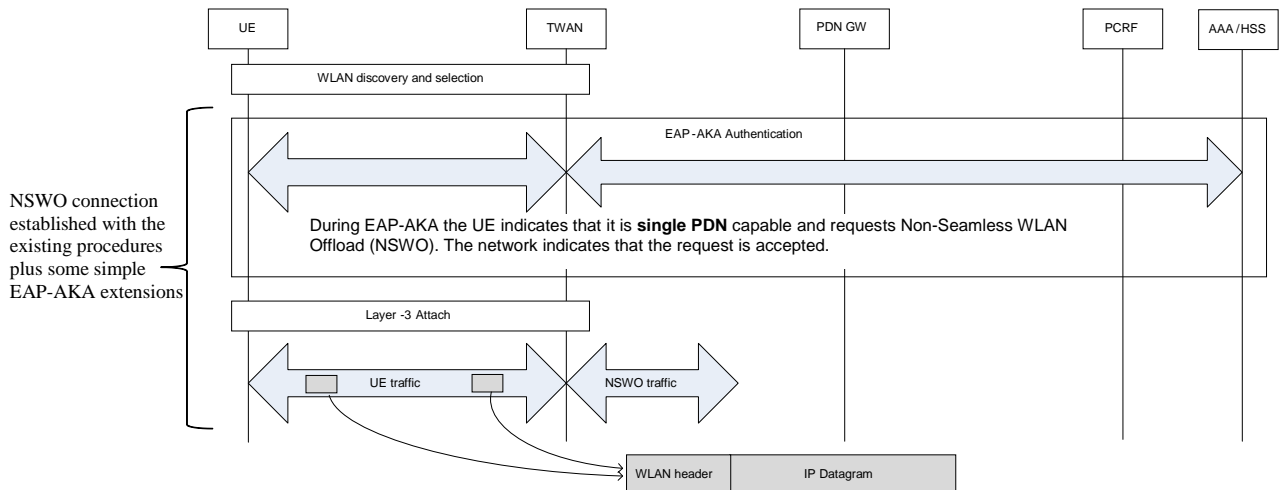 UE
TWAN
PDN GW
PCRF
AAA/HSS
WLAN discovery and selection
EAP-AKA Authentication
During EAP-AKA the UE indicates that it is single PDN capable and requests Non-Seamless WLAN
Offload (NSWO). The network indicates that the request is accepted.
NSWO connection
established with the
existing procedures
plus some simple
EAP-AKA extensions
Layer -3 Attach
UE traffic
NSWO traffic
WLAN header
IP Datagram